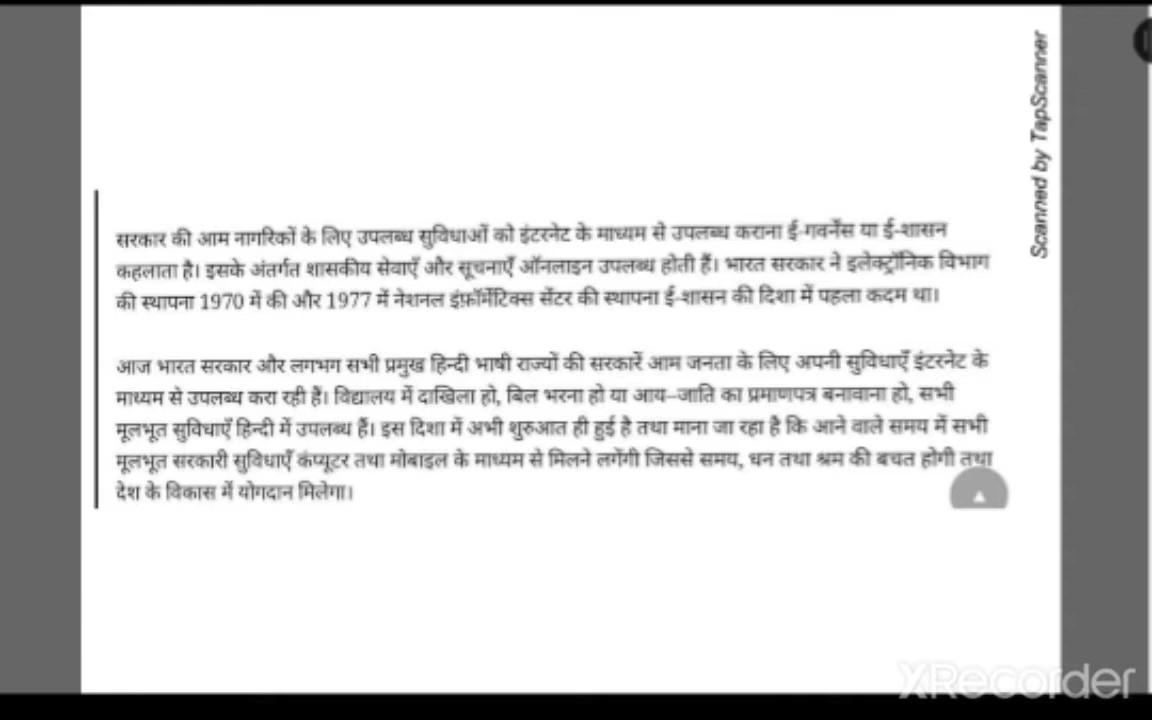 Scanned by TapScanner
सरकार की आम नागरिकों के लिए उपलब्ध सुविधाओं को इंटरनेट के माध्यम से उपलब्ध कराना ई-गवर्नेंस या ई-शासन
कहलाता है। इसके अंतर्गत शासकीय सेवाएँ और सूचनाएँ ऑनलाइन उपलब्ध होती हैं। भारत सरकार ने इलेक्ट्रॉनिक विभाग
की स्थापना 1970 में की और 1977 में नेशनल इंफ़ॉर्मेटिक्स सेंटर की स्थापना ई-शासन की दिशा में पहला कदम था।
आज भारत सरकार और लगभग सभी प्रमुख हिन्दी भाषी राज्यों की सरकारें आम जनता के लिए अपनी सुविधाएँ इंटरनेट के
माध्यम से उपलब्ध करा रही हैं। विद्यालय में दाखिला हो, बिल भरना हो या आय–जाति का प्रमाणपत्र बनावाना हो, सभी
मूलभूत सुविधाएँ हिन्दी में उपलब्ध हैं। इस दिशा में अभी शुरुआत ही हुई है तथा माना जा रहा है कि आने वाले समय में सभी
मूलभूत सरकारी सुविधाएँ कंप्यूटर तथा मोबाइल के माध्यम से मिलने लगेंगी जिससे समय, धन तथा श्रम की बचत होगी तथा
देश के विकास में योगदान मिलेगा।
XRecorder